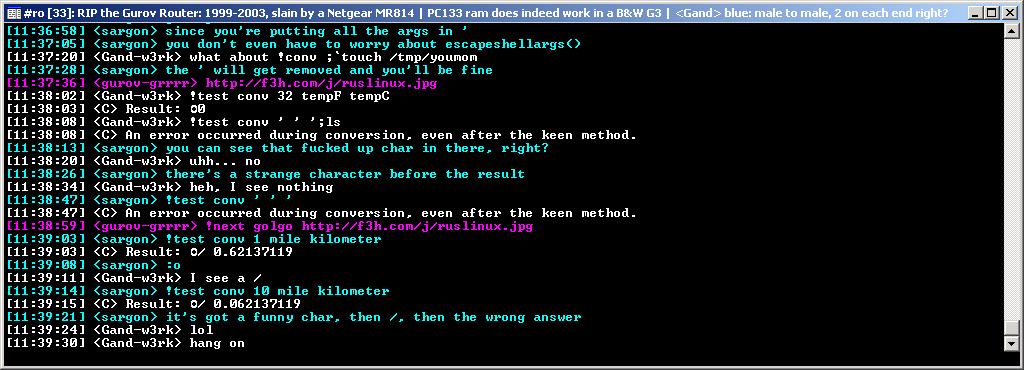 #ro [33]: RIP the Gurov Router: 1999-2003, slain by a Netgear MR814 | PC133 ram does indeed work in a B&W G3 | <Gand> blue: male to male, 2 on each end right?
[11:36:58] <sargon> since you're putting all the args in '
[11:37:05] <sargon> you don't even have to worry about escapeshellargs()
[11:37:20] <Gand-w3rk> what about !conv ;`touch /tmp/youmom
[11:37:28] <sargon> the ' will get removed and you'll be fine
[11:37:36] <gurov-grrrr> http://f3h.com/j/ruslinux.jpg
[11:38:02] <Gand-w3rk> !test conv 32 tempF tempC
[11:38:03] <C> Result: 0
[11:38:08] <Gand-w3rk> !test conv ' ' ';ls
[11:38:08] <C> An error occurred during conversion, even after the keen method.
[11:38:13] <sargon> you can see that fucked up char in there, right?
[11:38:20] <Gand-w3rk> uhh... no
[11:38:26] <sargon> there's a strange character before the result
[11:38:34] <Gand-w3rk> heh, I see nothing
[11:38:47] <sargon> !test conv ' ' '
[11:38:47] <C> An error occurred during conversion, even after the keen method.
[11:38:59] <gurov-grrrr> !next golgo http://f3h.com/j/ruslinux.jpg
[11:39:03] <sargon> !test conv 1 mile kilometer
[11:39:03] <C> Result: / 0.62137119
[11:39:08] <sargon> :o
[11:39:11] <Gand-w3rk> I see a /
[11:39:14] <sargon> !test conv 10 mile kilometer
[11:39:15] <C> Result: / 0.062137119
[11:39:21] <sargon> it's got a funny char, then /, then the wrong answer
[11:39:24] <Gand-w3rk> lol
[11:39:30] <Gand-w3rk> hang on